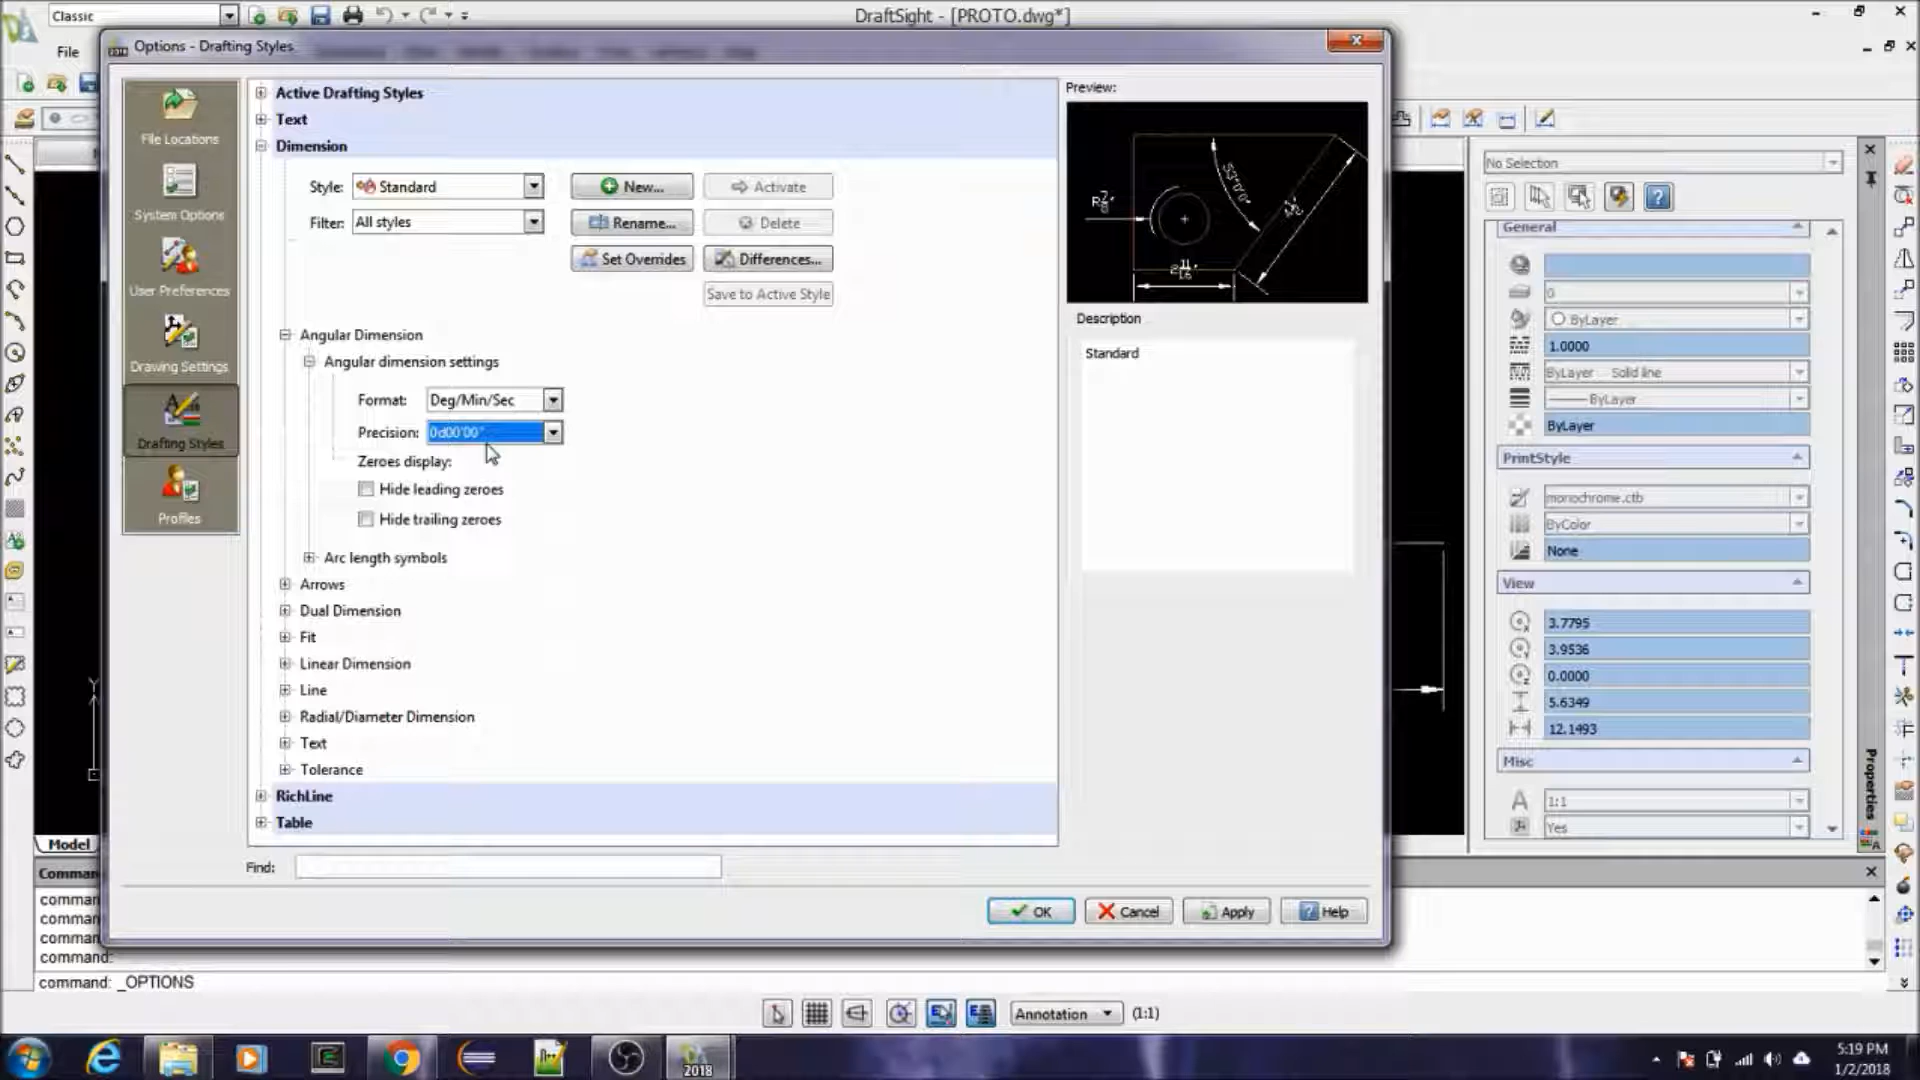 Classic
DraftSight - [PROTO.dwg*]
File
Options - Drafting Styles
File Locations
System Options
User Preferences
Drawing Settings
Drafting Styles
Profiles
Active Drafting Styles
Text
Dimension
Style: Standard
New...
Activate
Filter: All styles
Rename...
Delete
Set Overrides
Differences...
Save to Active Style
Angular Dimension
Angular dimension settings
Format: Deg/Min/Sec
Precision: 0d00'00"
Zeroes display:
Hide leading zeroes
Hide trailing zeroes
Arc length symbols
Arrows
Dual Dimension
Fit
Linear Dimension
Line
Radial/Diameter Dimension
Text
Tolerance
RichLine
Table
Find:
Preview:
53°0'0"
Description
Standard
OK
Cancel
Apply
Help
No Selection
General
0
ByLayer
1.0000
ByLayer Solid line
ByLayer
ByLayer
PrintStyle
monochrome.ctb
ByColor
None
View
3.7795
3.9536
0.0000
5.6349
12.1493
Misc
1:1
Yes
Properties
Y
Model
command:
command: _OPTIONS
Annotation
(1:1)
2018
5:19 PM
1/2/2018